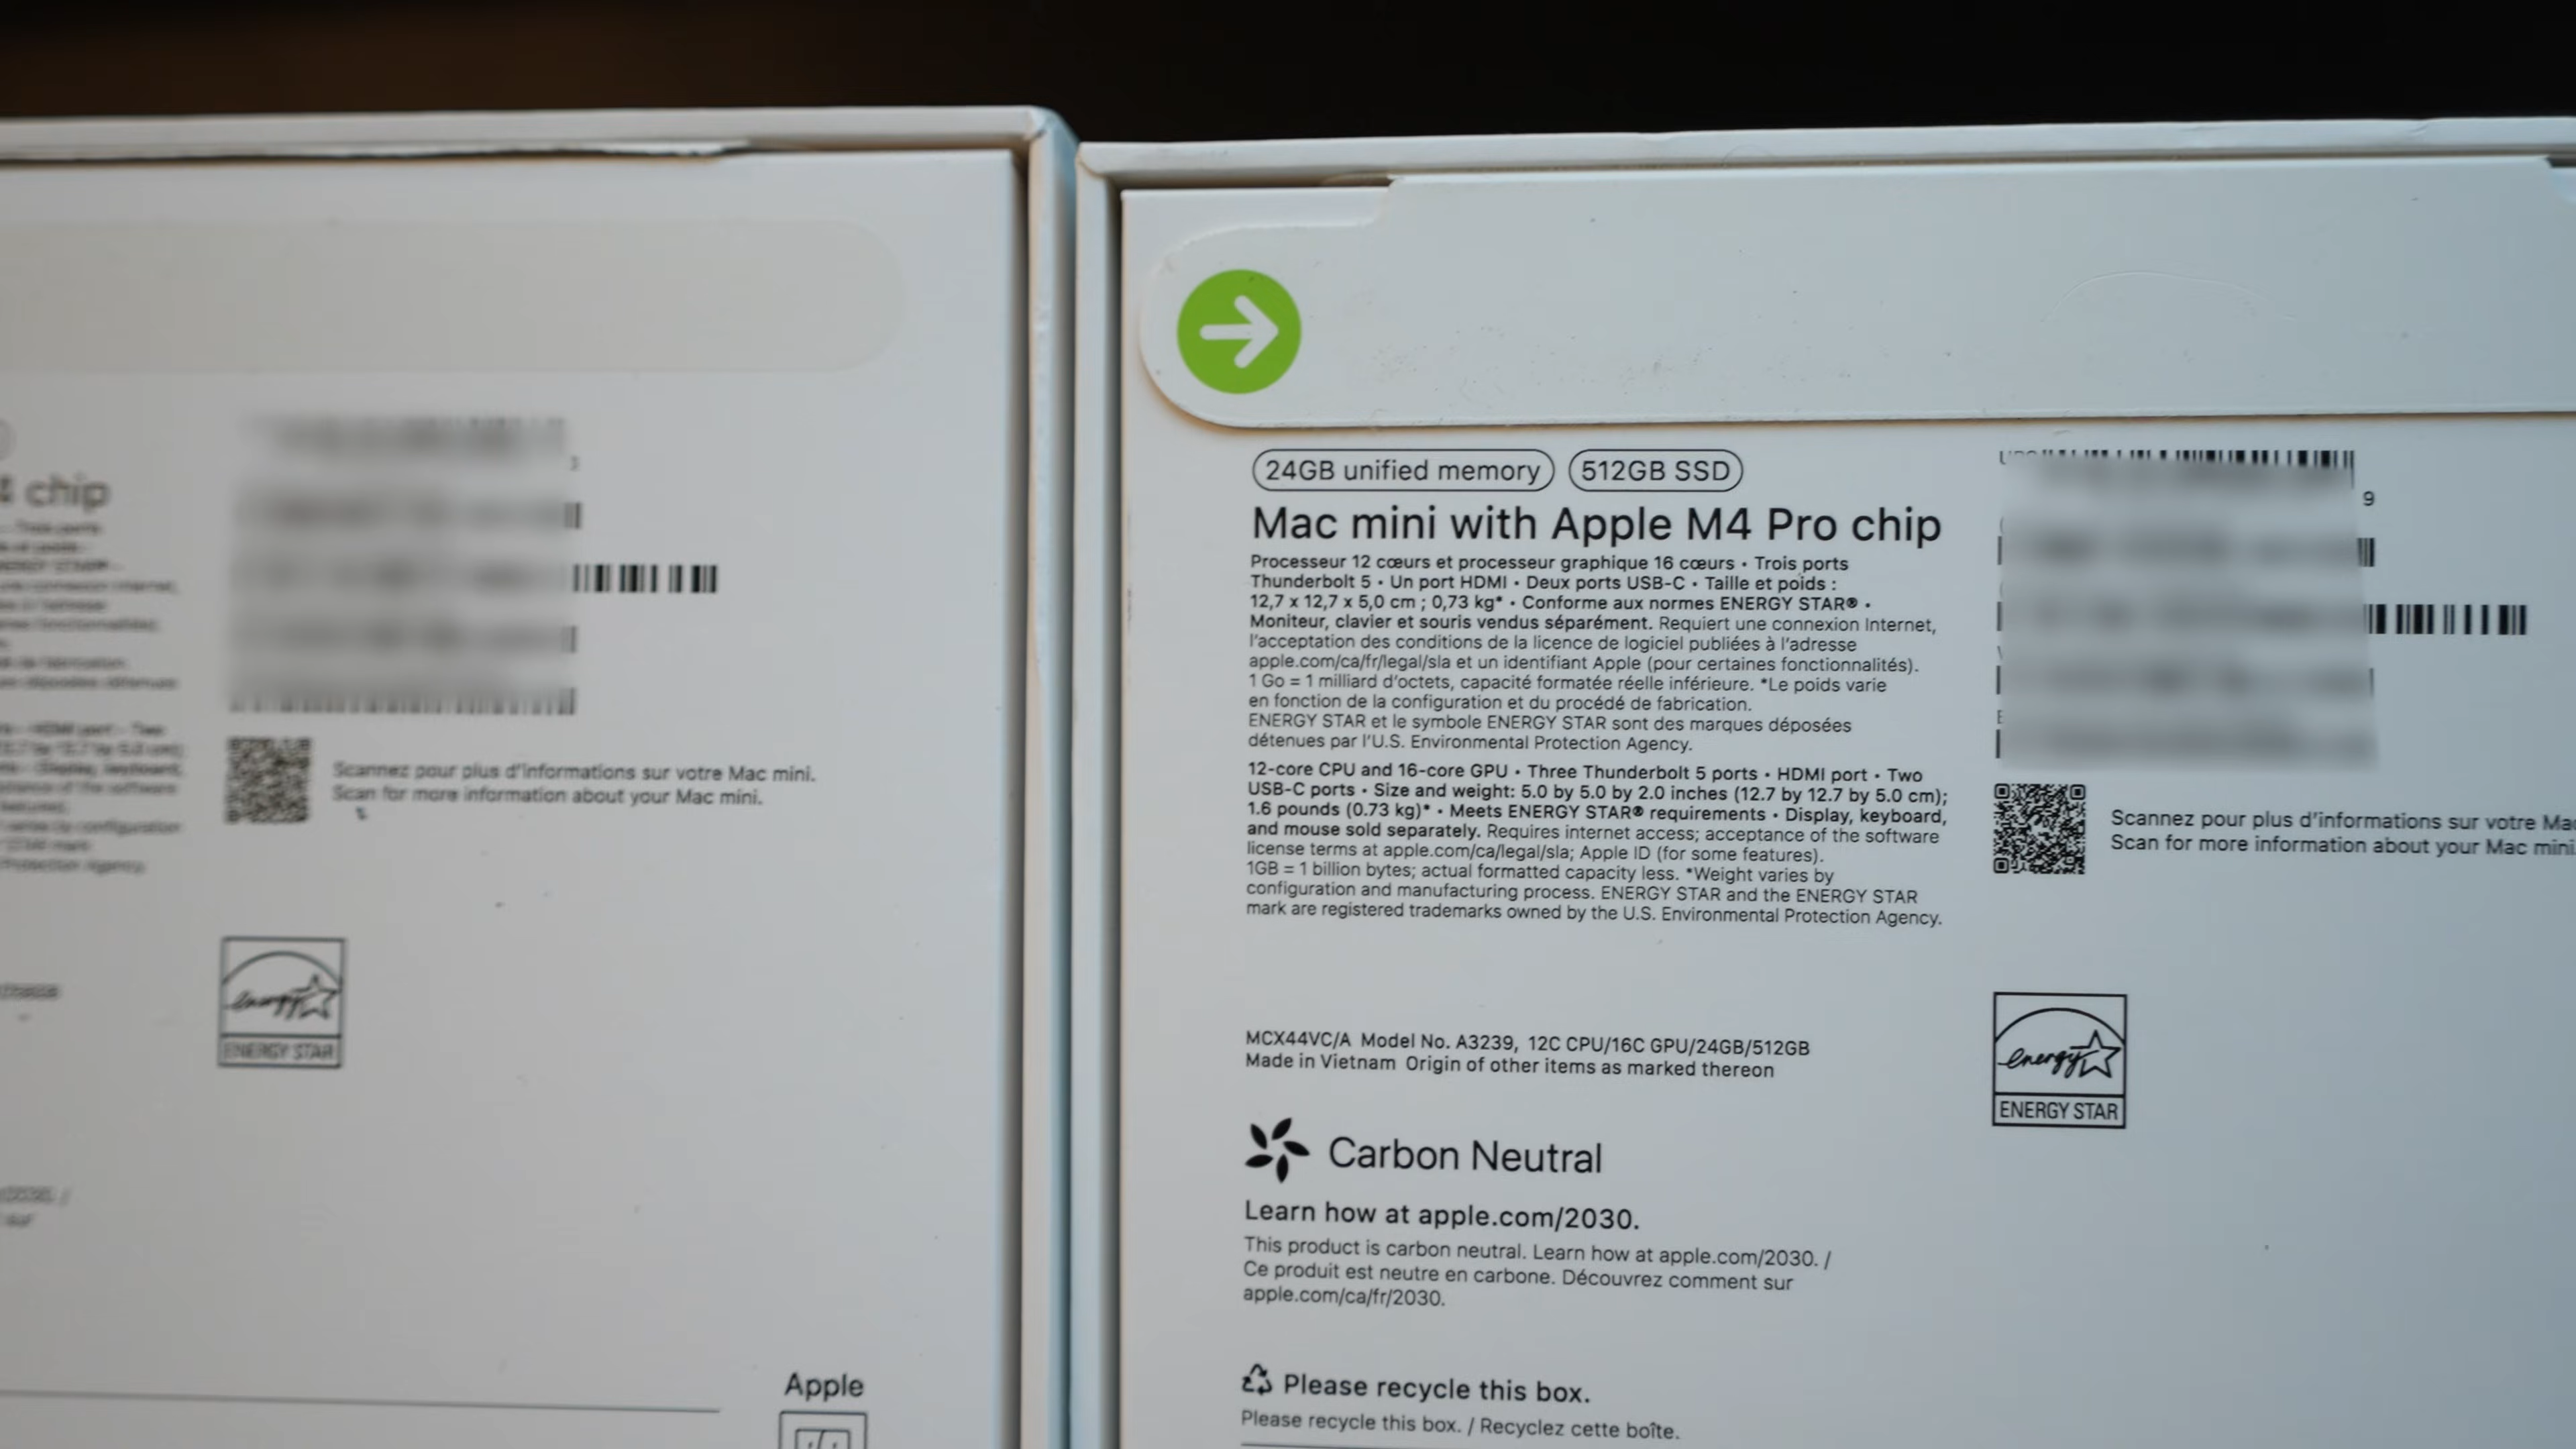 chip
Scannez pour plus d'informations sur votre Mac mini.
Scan for more information about your Mac mini.
energy
ENERGY STAR
Apple
24GB unified memory 512GB SSD
Mac mini with Apple M4 Pro chip
Processeur 12 cœurs et processeur graphique 16 cœurs • Trois ports
Thunderbolt 5 • Un port HDMI • Deux ports USB-C • Taille et poids :
12,7 x 12,7 x 5,0 cm ; 0,73 kg* • Conforme aux normes ENERGY STAR® •
Moniteur, clavier et souris vendus séparément. Requiert une connexion Internet,
l'acceptation des conditions de la licence de logiciel publiées à l'adresse
apple.com/ca/fr/legal/sla et un identifiant Apple (pour certaines fonctionnalités).
1 Go = 1 milliard d'octets, capacité formatée réelle inférieure. *Le poids varie
en fonction de la configuration et du procédé de fabrication.
ENERGY STAR et le symbole ENERGY STAR sont des marques déposées
détenues par l'U.S. Environmental Protection Agency.
12-core CPU and 16-core GPU • Three Thunderbolt 5 ports • HDMI port • Two
USB-C ports • Size and weight: 5.0 by 5.0 by 2.0 inches (12.7 by 12.7 by 5.0 cm);
1.6 pounds (0.73 kg)* • Meets ENERGY STAR® requirements • Display, keyboard,
and mouse sold separately. Requires internet access; acceptance of the software
license terms at apple.com/ca/legal/sla; Apple ID (for some features).
1GB = 1 billion bytes; actual formatted capacity less. *Weight varies by
configuration and manufacturing process. ENERGY STAR and the ENERGY STAR
mark are registered trademarks owned by the U.S. Environmental Protection Agency.
9
Scannez pour plus d'informations sur votre Mac
Scan for more information about your Mac mini
MCX44VC/A Model No. A3239, 12C CPU/16C GPU/24GB/512GB
Made in Vietnam Origin of other items as marked thereon
energy
ENERGY STAR
Carbon Neutral
Learn how at apple.com/2030.
This product is carbon neutral. Learn how at apple.com/2030. /
Ce produit est neutre en carbone. Découvrez comment sur
apple.com/ca/fr/2030.
Please recycle this box.
Please recycle this box. / Recyclez cette boîte.